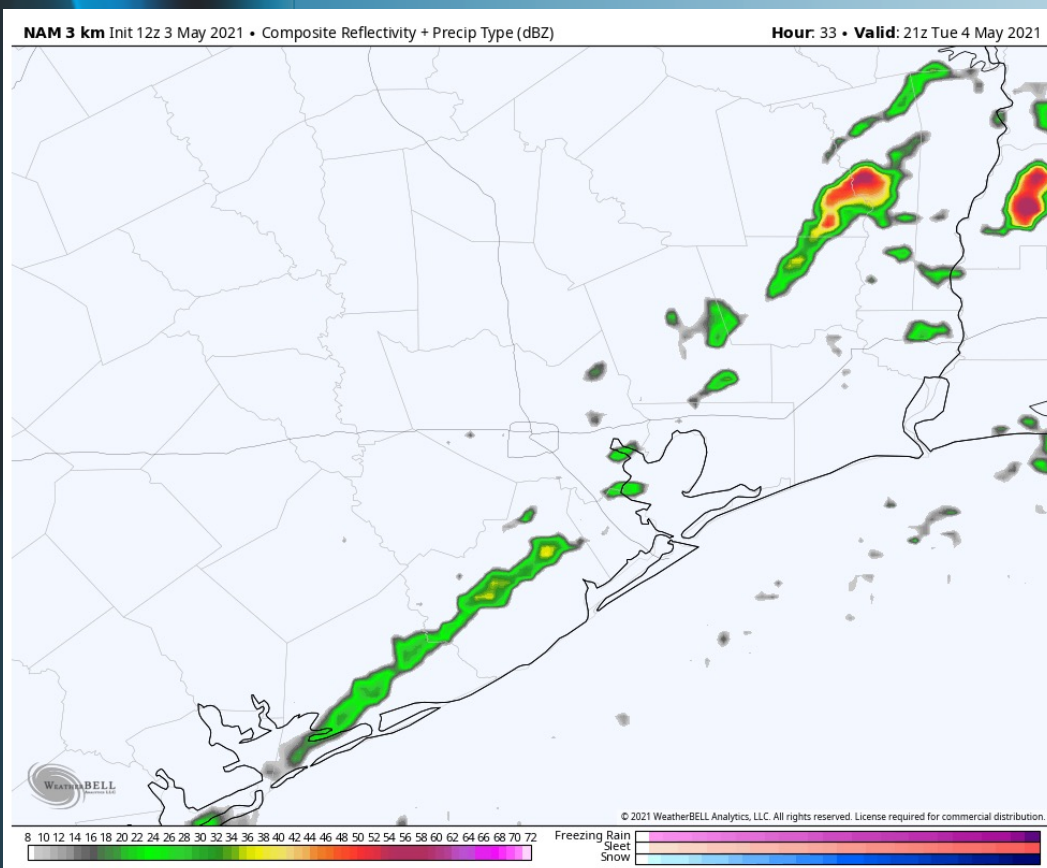 NAM 3 km Init 12z 3 May 2021 • Composite Reflectivity + Precip Type (dBZ) Hour: 33 • Valid: 21z Tue 4 May 2021
WEATHERBELL
Analytics LLC
© 2021 WeatherBELL Analytics, LLC. All rights reserved. License required for commercial distribution.
8 10 12 14 16 18 20 22 24 26 28 30 32 34 36 38 40 42 44 46 48 50 52 54 56 58 60 62 64 66 68 70 72
Freezing Rain
Sleet
Snow